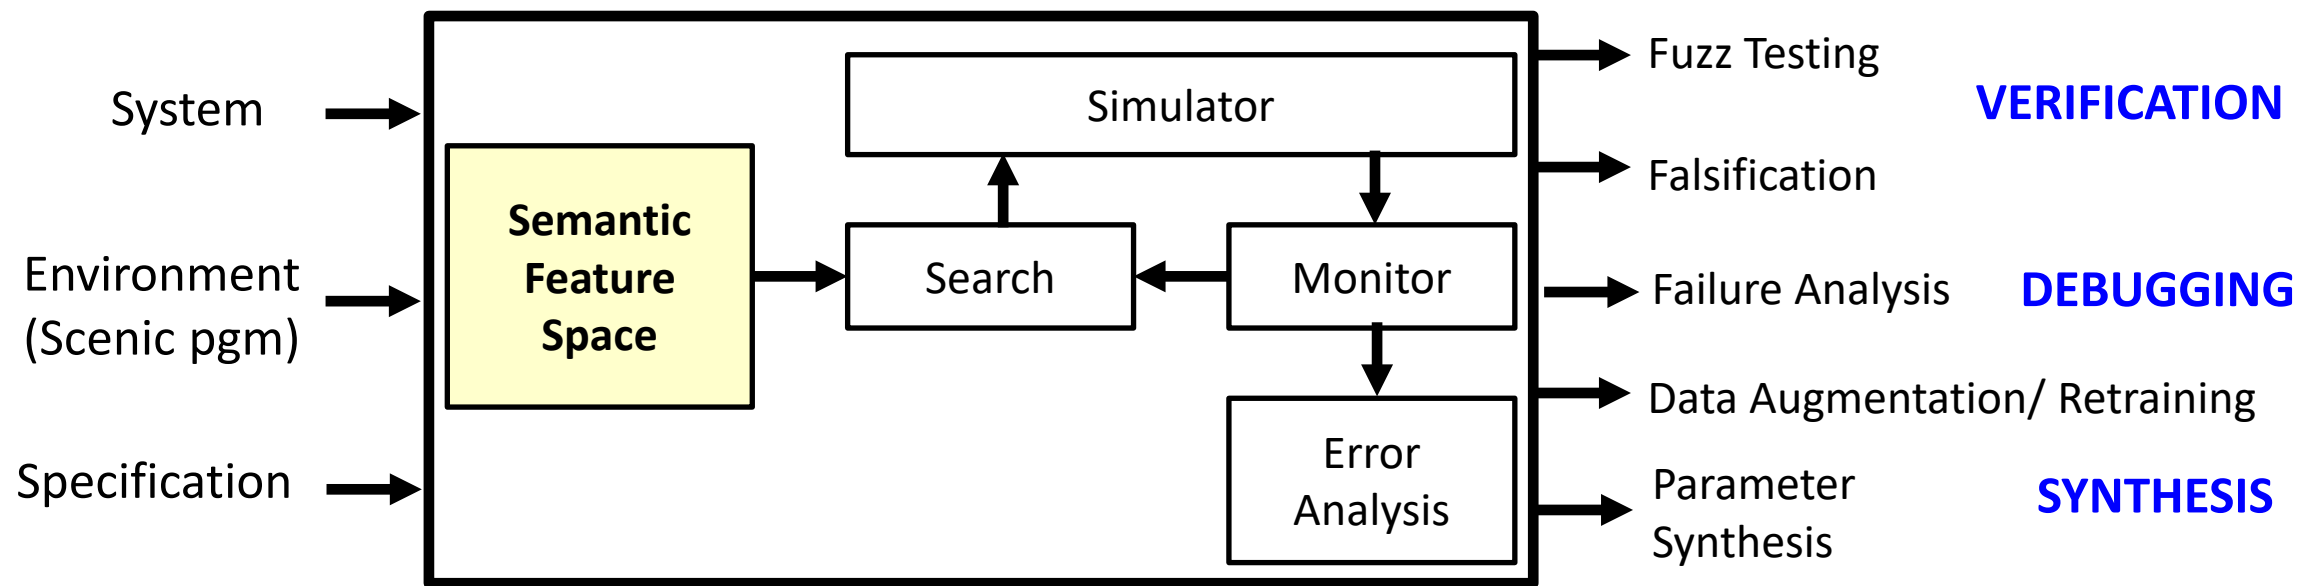 System
Environment
(Scenic pgm)
Specification
Semantic
Feature
Space
Simulator
Search
Monitor
Error
Analysis
Fuzz Testing
VERIFICATION
Falsification
Failure Analysis
DEBUGGING
Data Augmentation/ Retraining
Parameter
Synthesis
SYNTHESIS